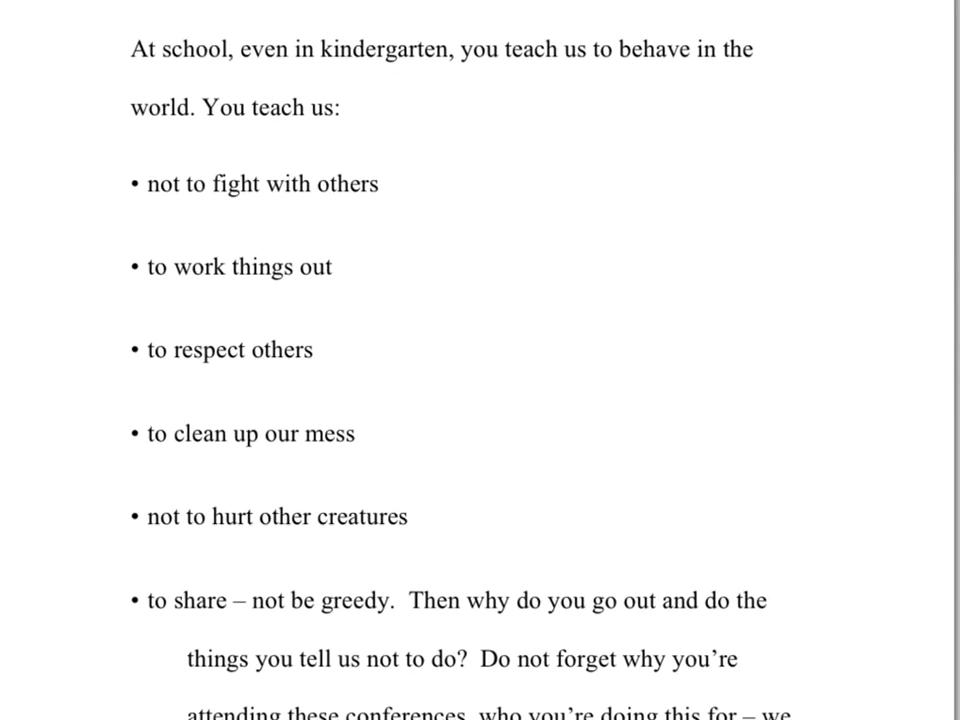 At school, even in kindergarten, you teach us to behave in the
world. You teach us:
• not to fight with others
• to work things out
• to respect others
• to clean up our mess
• not to hurt other creatures
• to share – not be greedy.  Then why do you go out and do the
things you tell us not to do?  Do not forget why you’re
attending these conferences, who you’re doing this for – we